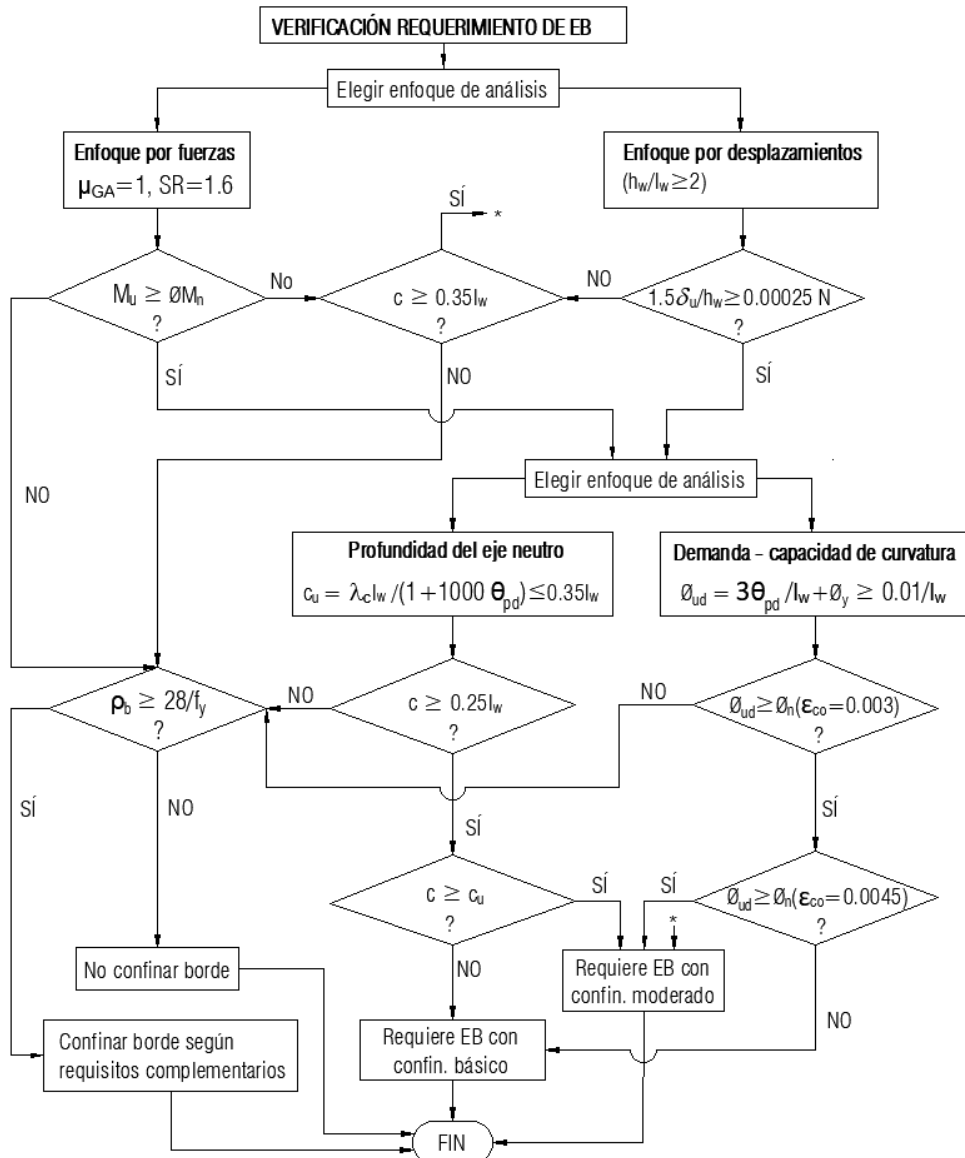 VERIFICACIÓN REQUERIMIENTO DE EB
Elegir enfoque de análisis
Enfoque por fuerzas
μGA=1, SR=1.6
Enfoque por desplazamientos
(hw/lw≥2)
SÍ
*
Mu ≥ ØMn
?
No
c ≥ 0.35lw
?
NO
1.5δu/hw≥0.00025 N
?
SÍ
NO
SÍ
NO
Elegir enfoque de análisis
Profundidad del eje neutro
cu = λclw/(1+1000 θpd)≤0.35lw
Demanda - capacidad de curvatura
Øud = 3θpd/lw+Øy ≥ 0.01/lw
ρb ≥ 28/fy
?
NO
c ≥ 0.25lw
?
NO
Øud≥Øn(εco=0.003)
?
SÍ
NO
SÍ
SÍ
c ≥ cu
?
SÍ
SÍ
*
Øud≥Øn(εco=0.0045)
?
No confinar borde
NO
Requiere EB con
confin. moderado
NO
Confinar borde según
requisitos complementarios
Requiere EB con
confin. básico
FIN